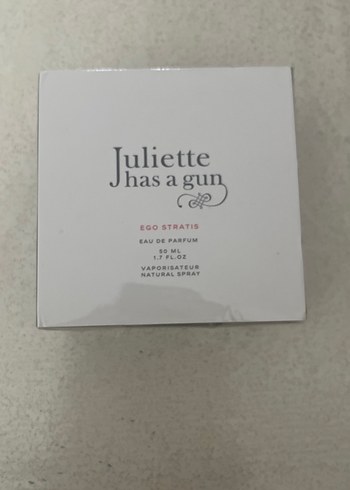 Juliette
has a gun
EGO STRATIS
EAU DE PARFUM
50 ML
1.7 FL.OZ
VAPORISATEUR
NATURAL SPRAY